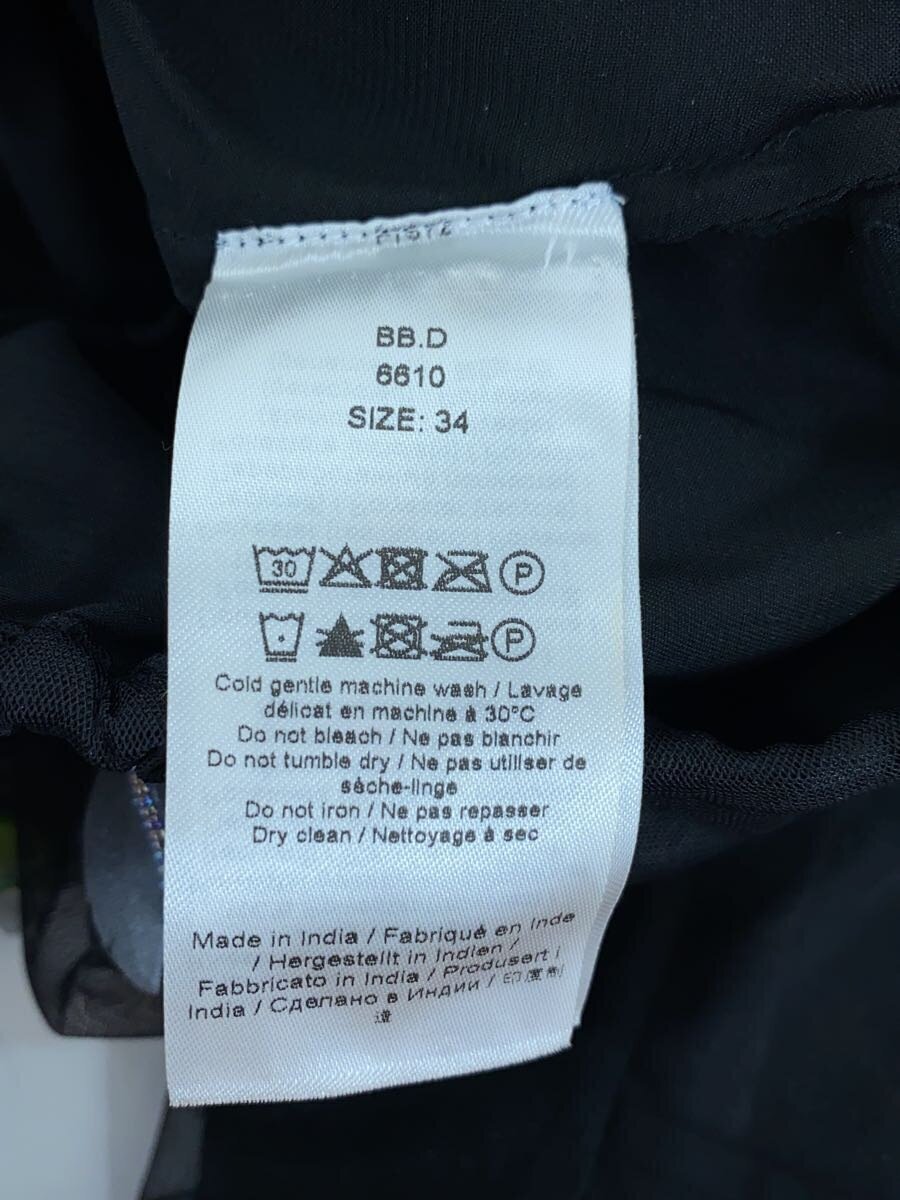 BB.D
6610
SIZE: 34
30 P
P
Cold gentle machine wash / Lavage
délicat en machine à 30°C
Do not bleach / Ne pas blanchir
Do not tumble dry / Ne pas utiliser de
sèche-linge
Do not iron / Ne pas repasser
Dry clean / Nettoyage à sec
Made in India / Fabriqué en Inde
/ Hergestellt in Indien /
Fabbricato in India / Produsert i
India / Сделано в Индии / 印度制
造